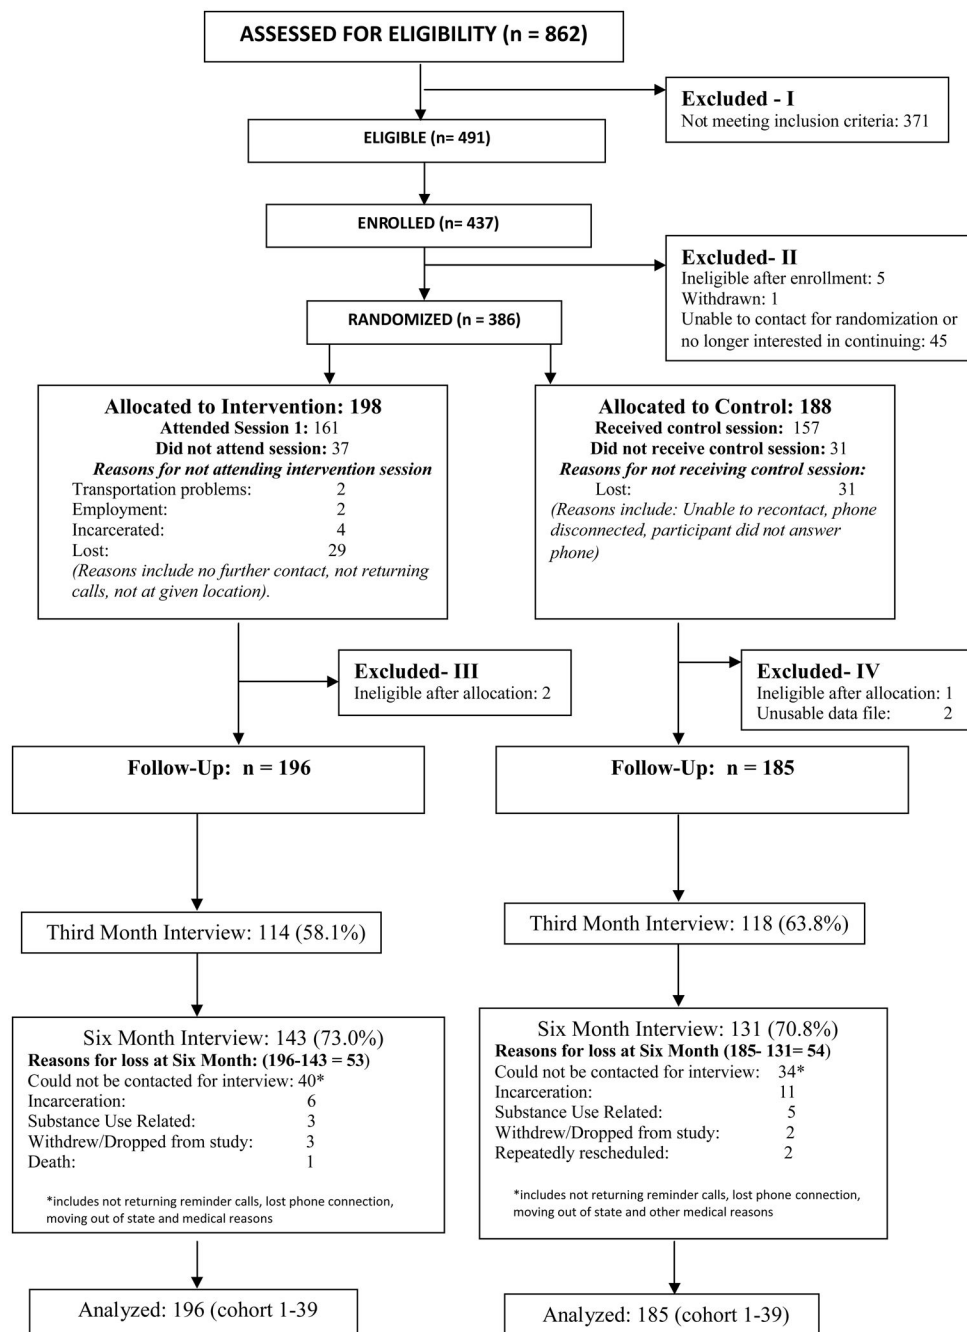 ASSESSED FOR ELIGIBILITY (n = 862)
Excluded - I
Not meeting inclusion criteria: 371
ELIGIBLE (n= 491)
ENROLLED (n= 437)
Excluded- II
Ineligible after enrollment: 5
Withdrawn: 1
Unable to contact for randomization or
no longer interested in continuing: 45
RANDOMIZED (n = 386)
Allocated to Intervention: 198
Attended Session 1: 161
Did not attend session: 37
Reasons for not attending intervention session
Transportation problems: 2
Employment: 2
Incarcerated: 4
Lost: 29
(Reasons include no further contact, not returning
calls, not at given location).
Allocated to Control: 188
Received control session: 157
Did not receive control session: 31
Reasons for not receiving control session:
Lost: 31
(Reasons include: Unable to recontact, phone
disconnected, participant did not answer
phone)
Excluded- III
Ineligible after allocation: 2
Excluded- IV
Ineligible after allocation: 1
Unusable data file: 2
Follow-Up: n = 196
Follow-Up: n = 185
Third Month Interview: 114 (58.1%)
Third Month Interview: 118 (63.8%)
Six Month Interview: 143 (73.0%)
Reasons for loss at Six Month: (196-143 = 53)
Could not be contacted for interview: 40*
Incarceration: 6
Substance Use Related: 3
Withdrew/Dropped from study: 3
Death: 1
*includes not returning reminder calls, lost phone connection,
moving out of state and medical reasons
Six Month Interview: 131 (70.8%)
Reasons for loss at Six Month (185- 131= 54)
Could not be contacted for interview: 34*
Incarceration: 11
Substance Use Related: 5
Withdrew/Dropped from study: 2
Repeatedly rescheduled: 2
*includes not returning reminder calls, lost phone connection,
moving out of state and other medical reasons
Analyzed: 196 (cohort 1-39
Analyzed: 185 (cohort 1-39)